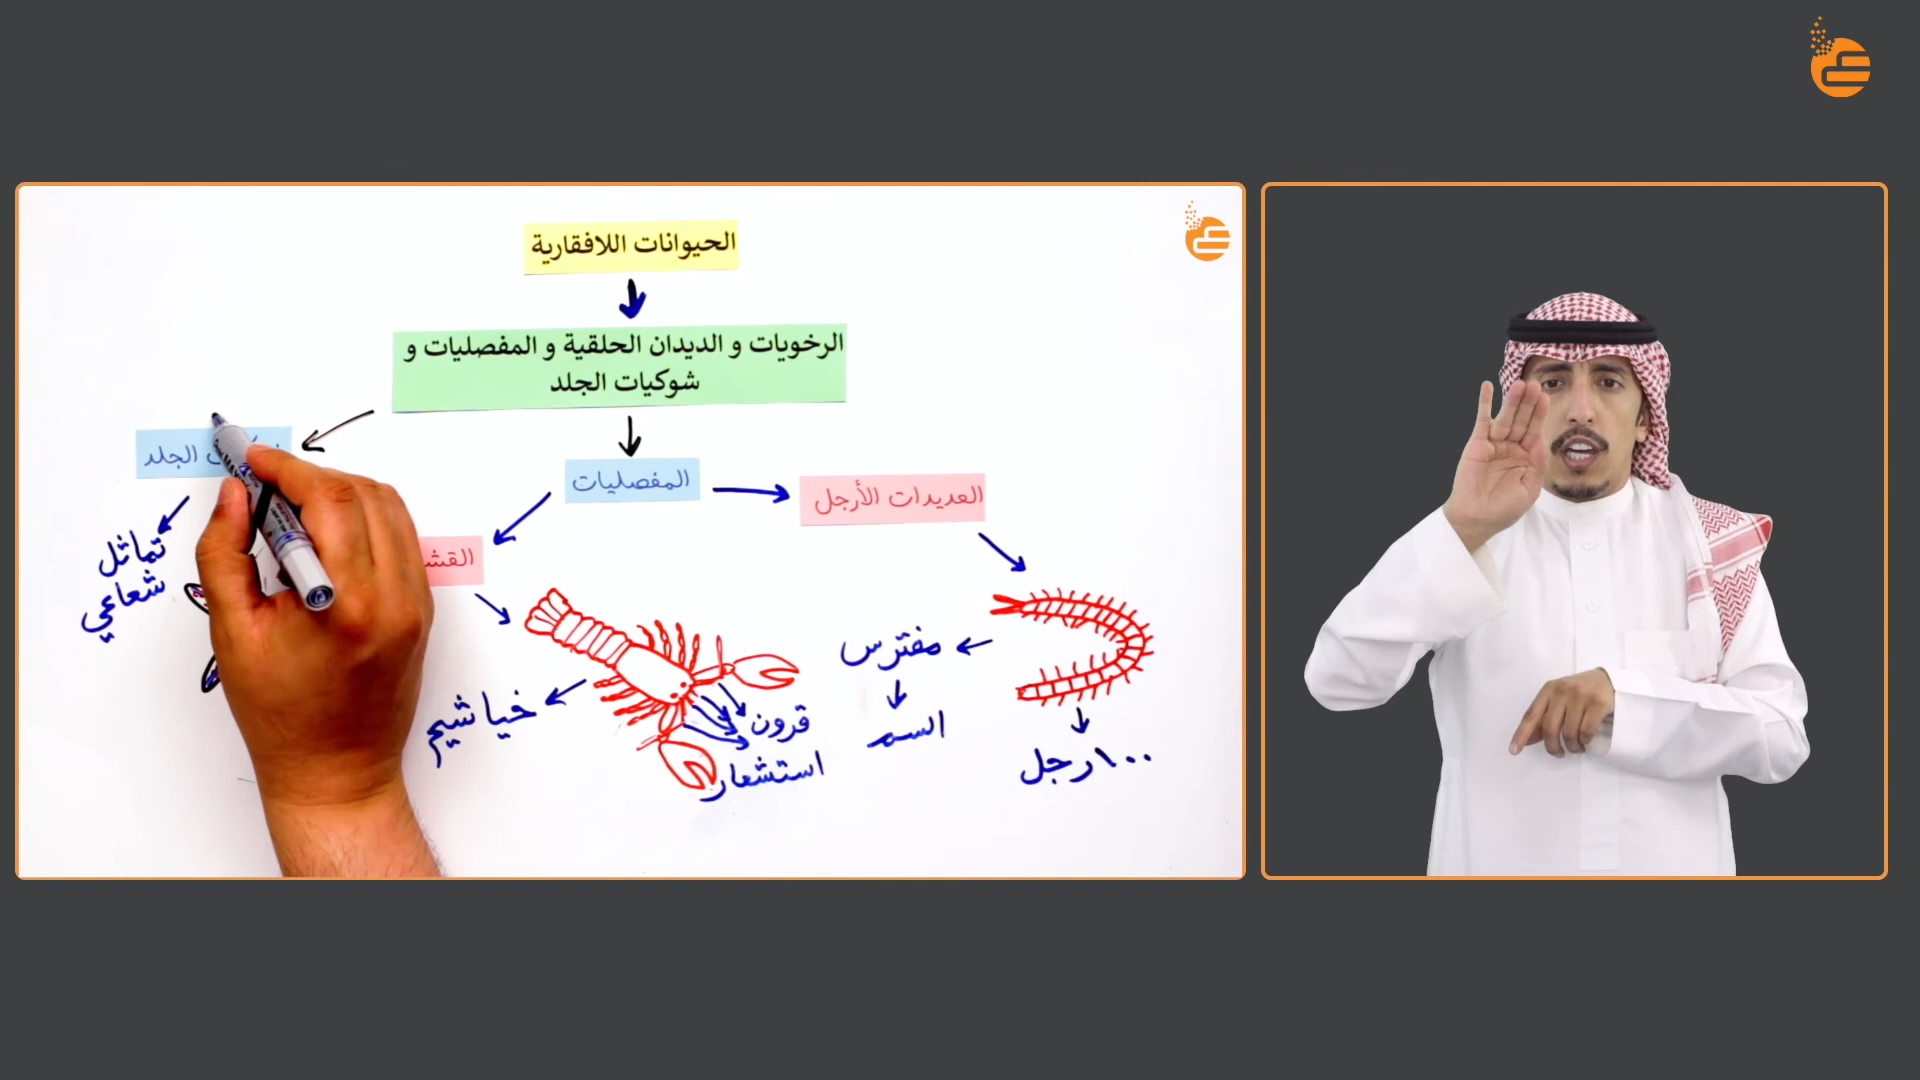 الحيوانات اللافقارية
الرخويات و الديدان الحلقية و المفصليات و
شوكيات الجلد
الجلد
المفصليات
العديدات الأرجل
تماثل
شعاعي
خياشيم
قرون
استشعار
مفترس
السم
١٠٠ رجل